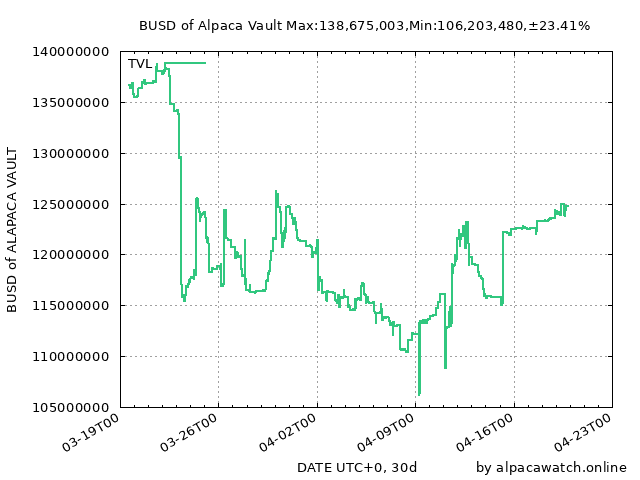 BUSD of Alpaca Vault Max:138,675,003,Min:106,203,480,±23.41%
TVL
140000000
135000000
130000000
125000000
120000000
115000000
110000000
105000000
BUSD of ALAPACA VAULT
03-19T00
03-26T00
04-02T00
04-09T00
04-16T00
04-23T00
DATE UTC+0, 30d
by alpacawatch.online